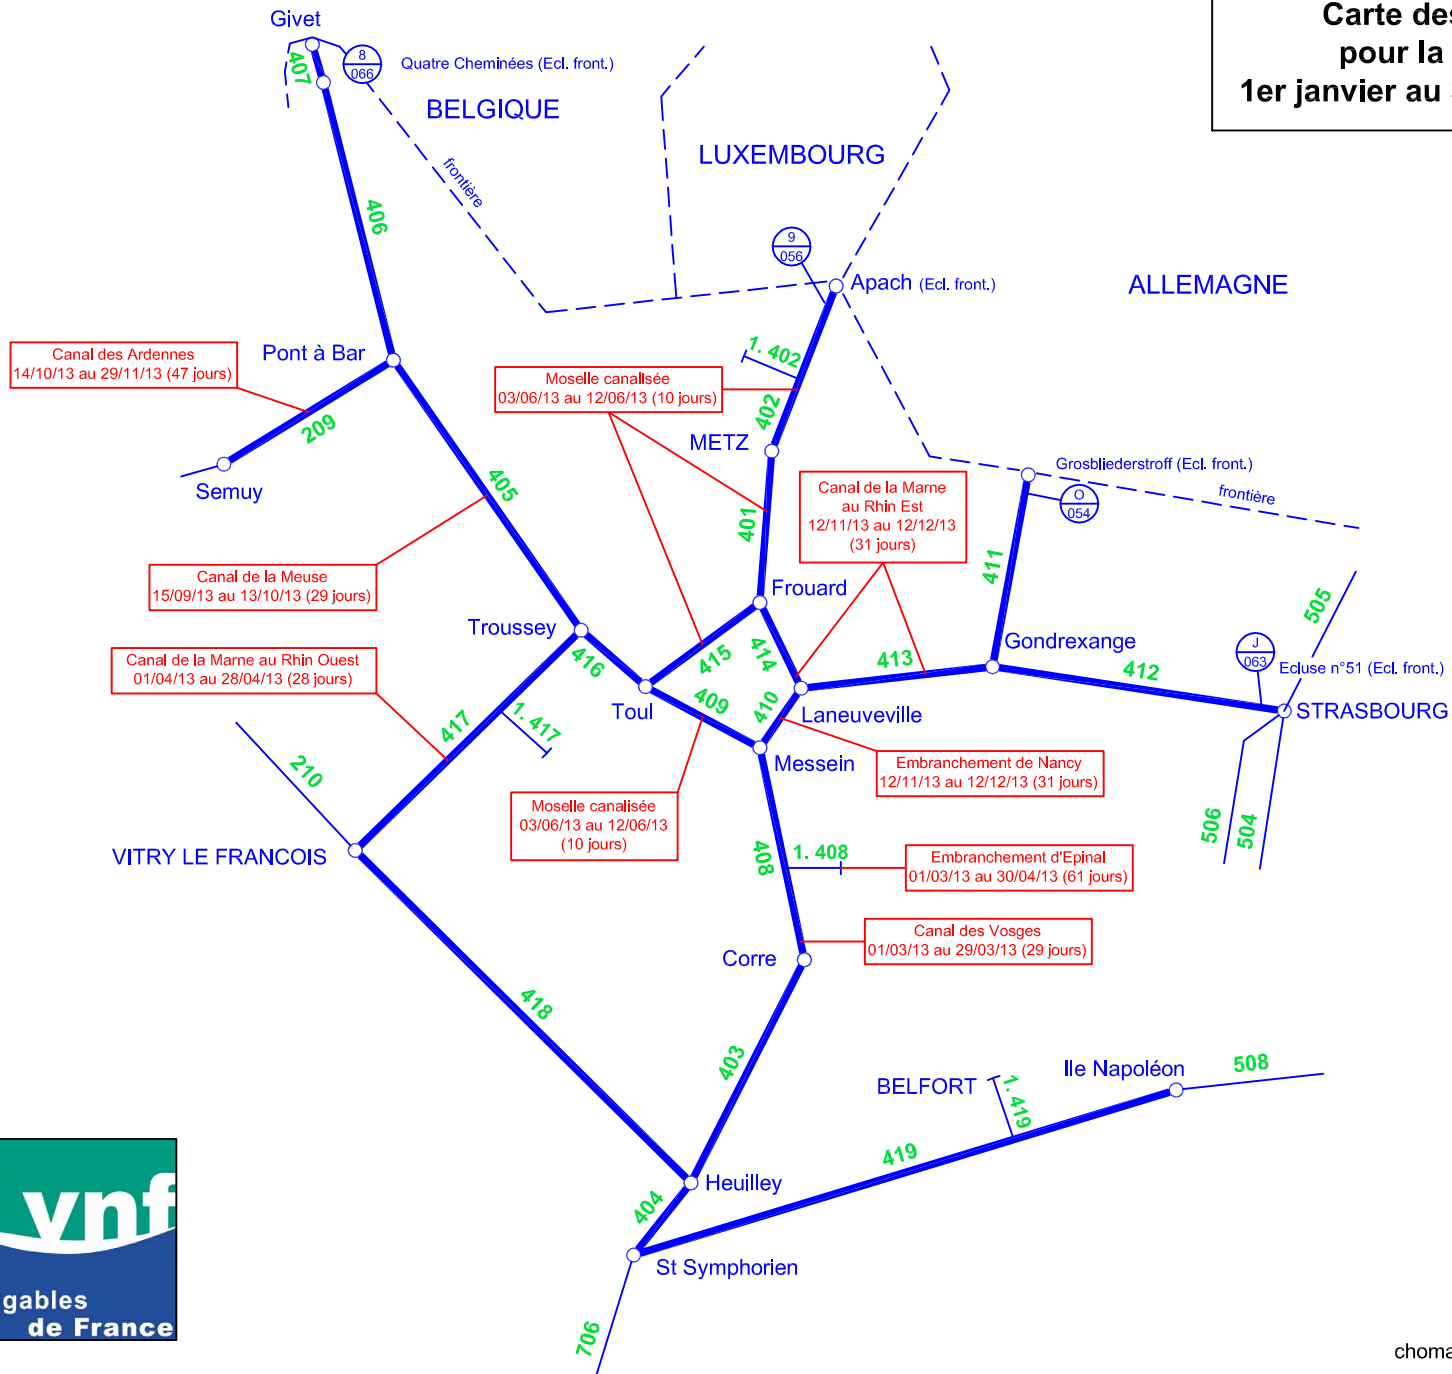 Carte des
pour la
1er janvier au
Givet
407
8
066
Quatre Cheminées (Ecl. front.)
BELGIQUE
LUXEMBOURG
frontière
406
9
056
Apach (Ecl. front.)
ALLEMAGNE
Canal des Ardennes
14/10/13 au 29/11/13 (47 jours)
Pont à Bar
1. 402
Moselle canalisée
03/06/13 au 12/06/13 (10 jours)
402
209
METZ
Semuy
405
Grosbliederstroff (Ecl. front.)
frontière
O
054
Canal de la Marne
au Rhin Est
12/11/13 au 12/12/13
(31 jours)
401
411
Canal de la Meuse
15/09/13 au 13/10/13 (29 jours)
Frouard
505
Troussey
Gondrexange
J
063
Ecluse n°51 (Ecl. front.)
Canal de la Marne au Rhin Ouest
01/04/13 au 28/04/13 (28 jours)
416
415
414
413
412
409
410
Toul
Laneuveville
STRASBOURG
417
1. 417
210
Messein
Embranchement de Nancy
12/11/13 au 12/12/13 (31 jours)
Moselle canalisée
03/06/13 au 12/06/13
(10 jours)
506
504
VITRY LE FRANCOIS
408
1. 408
Embranchement d'Epinal
01/03/13 au 30/04/13 (61 jours)
Canal des Vosges
01/03/13 au 29/03/13 (29 jours)
Corre
418
403
Ile Napoléon
508
BELFORT
1. 419
419
Heuilley
404
St Symphorien
vnf
gables
de France
706
choma